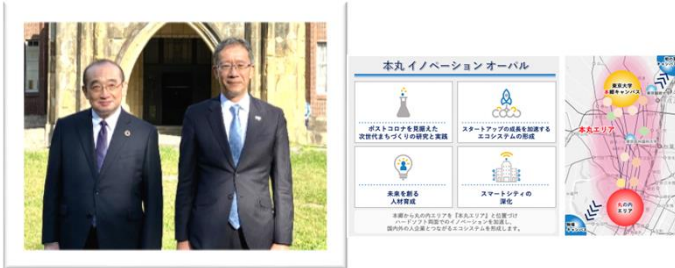 本丸 イノベーション オーバル
ポストコロナを見据えた
次世代まちづくりの研究と実践
スタートアップの成長を加速する
エコシステムの形成
未来を創る
人材育成
スマートシティの
深化
本郷から丸の内エリアを『本丸エリア』と位置づけ
ハードソフト両面でのイノベーションを加速し、
国内外の人企業とつながるエコシステムを形成します。
東京大学
本郷キャンパス
本丸エリア
丸の内
エリア
キャンパス